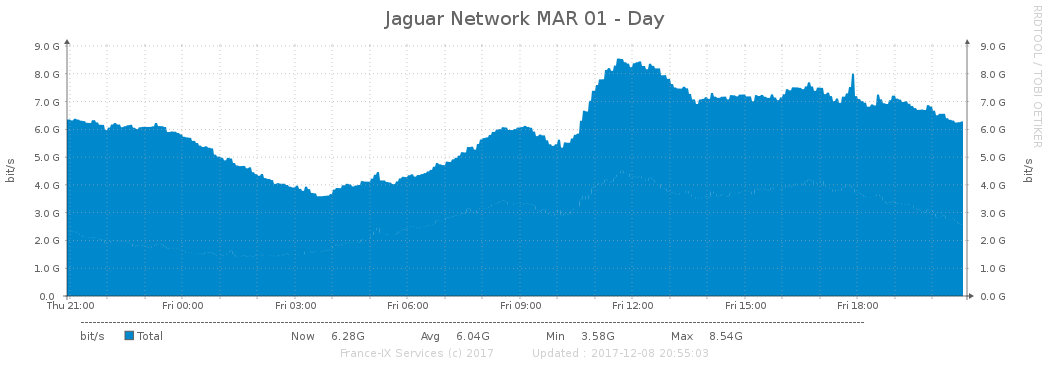 Jaguar Network MAR 01 - Day
RRDTOOL / TOBI OETIKER
9.0 G 9.0 G
8.0 G 8.0 G
7.0 G 7.0 G
6.0 G 6.0 G
5.0 G 5.0 G
4.0 G 4.0 G
3.0 G 3.0 G
2.0 G 2.0 G
1.0 G 1.0 G
0.0 0.0 G
bit/s bit/s
Thu 21:00 Fri 00:00 Fri 03:00 Fri 06:00 Fri 09:00 Fri 12:00 Fri 15:00 Fri 18:00
bit/s Total Now 6.28G Avg 6.04G Min 3.58G Max 8.54G
France-IX Services (c) 2017 Updated : 2017-12-08 20:55:03